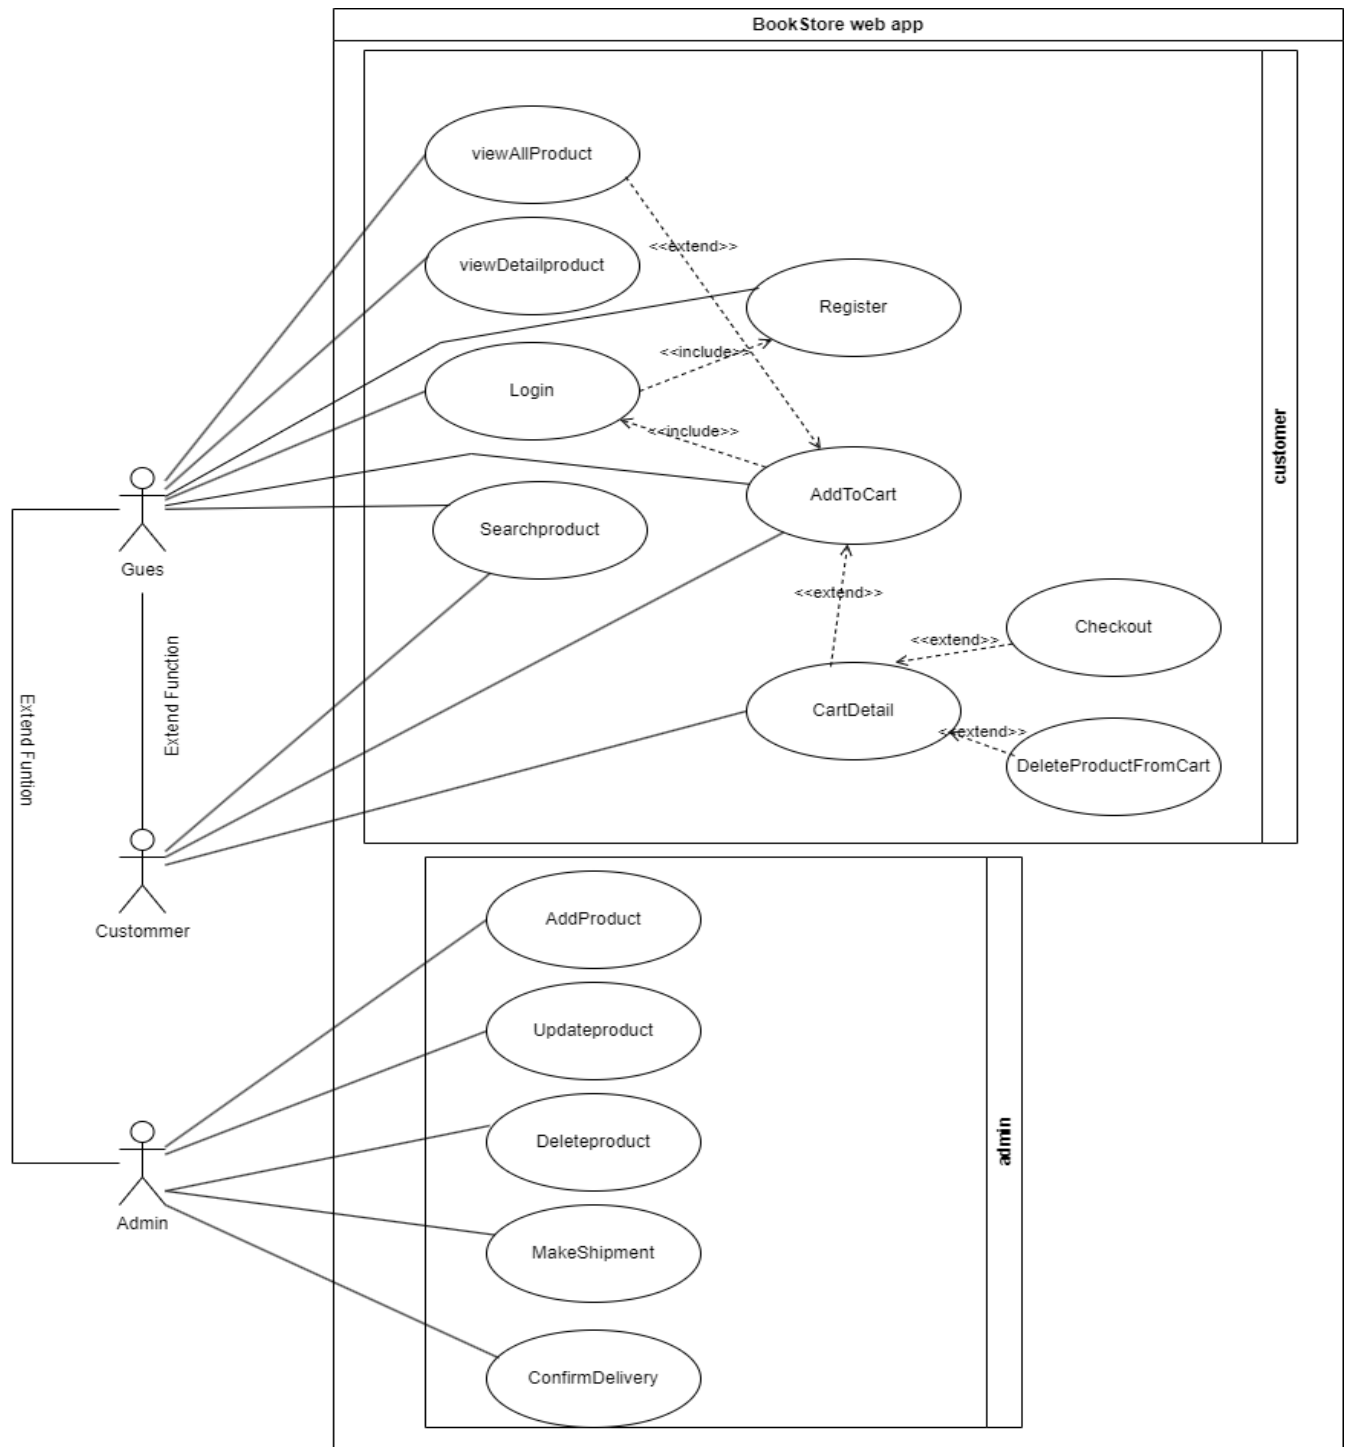 BookStore web app
viewAllProduct
<<extend>>
viewDetailproduct
Register
<<include>>
Login
<<include>>
customer
AddToCart
Searchproduct
Gues
<<extend>>
Checkout
<<extend>>
Extend Function
Extend Funtion
CartDetail
<<extend>>
DeleteProductFromCart
Custommer
AddProduct
Updateproduct
Deleteproduct
admin
Admin
MakeShipment
ConfirmDelivery